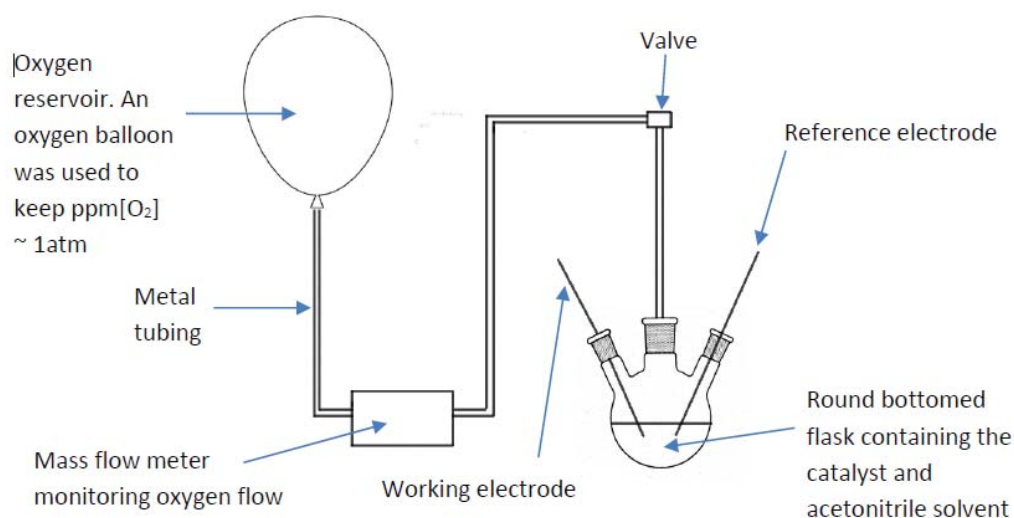 Oxygen
reservoir. An
oxygen balloon
was used to
keep ppm[O₂]
~ 1atm
Valve
Reference electrode
Metal
tubing
Mass flow meter
monitoring oxygen flow
Working electrode
Round bottomed
flask containing the
catalyst and
acetonitrile solvent